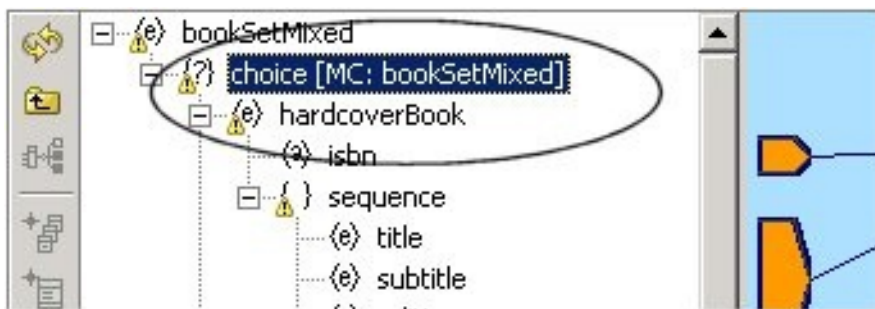 (e) bookSetMixed
{?} choice [MC: bookSetMixed]
(e) hardcoverBook
(a) isbn
{ } sequence
(e) title
(e) subtitle